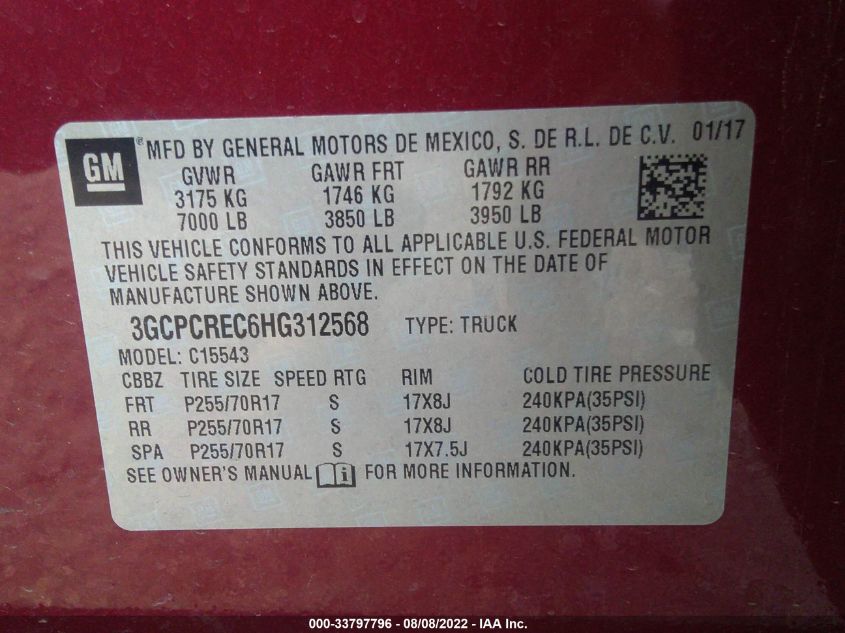 GM
® MFD BY GENERAL MOTORS DE MEXICO, S. DE R.L. DE C.V. 01/17
GVWR GAWR FRT GAWR RR
3175 KG 1746 KG 1792 KG
7000 LB 3850 LB 3950 LB
THIS VEHICLE CONFORMS TO ALL APPLICABLE U.S. FEDERAL MOTOR
VEHICLE SAFETY STANDARDS IN EFFECT ON THE DATE OF
MANUFACTURE SHOWN ABOVE.
3GCPCREC6HG312568 TYPE: TRUCK
MODEL: C15543
CBBZ TIRE SIZE SPEED RTG RIM COLD TIRE PRESSURE
FRT P255/70R17 S 17X8J 240KPA(35PSI)
RR P255/70R17 S 17X8J 240KPA(35PSI)
SPA P255/70R17 S 17X7.5J 240KPA(35PSI)
SEE OWNER'S MANUAL i FOR MORE INFORMATION.
000-33797796 - 08/08/2022 - IAA Inc.